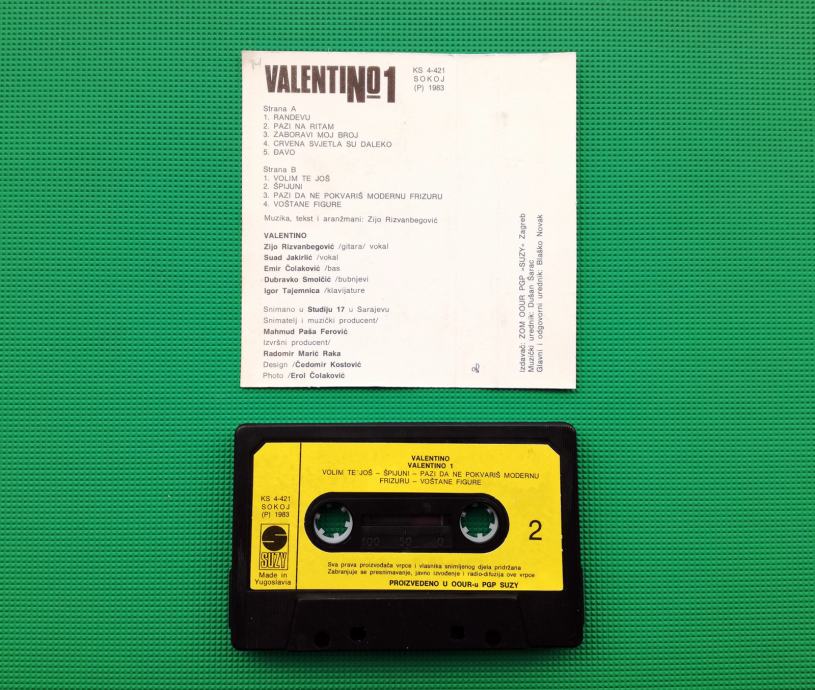 VALENTINO1
KS 4-421
SOKOJ
(P) 1983
Strana A
1. RANDEVU
2. PAZI NA RITAM
3. ZABORAVI MOJ BROJ
4. CRVENA SVJETLA SU DALEKO
5. ĐAVO
Strana B
1. VOLIM TE JOŠ
2. ŠPIJUNI
3. PAZI DA NE POKVARIŠ MODERNU FRIZURU
4. VOŠTANE FIGURE
Muzika, tekst i aranžmani: Zijo Rizvanbegović
VALENTINO
Zijo Rizvanbegović /gitara/ vokal
Suad Jakirlić /vokal
Emir Čolaković /bas
Dubravko Smolčić /bubnjevi
Igor Tajemnica /klavijature
Snimano u Studiju 17 u Sarajevu
Snimatelj i muzički producent/
Mahmud Paša Ferović
Izvršni producent/
Radomir Marić Raka
Design /Čedomir Kostović
Photo /Erol Čolaković
Izdavač: ZOM OOUR PGP »SUZY« Zagreb
Muzički urednik: Dušan Šarac
Glavni i odgovorni urednik: Blaško Novak
VALENTINO
VALENTINO 1
VOLIM TE JOŠ – ŠPIJUNI – PAZI DA NE POKVARIŠ MODERNU
FRIZURU – VOŠTANE FIGURE
KS 4-421
SOKOJ
(P) 1983
SUZY
Made in
Yugoslavia
100 50 0
2
Sva prava proizvođača vrpce i vlasnika snimljenog djela pridržana
Zabranjuje se presnimavanje, javno izvođenje i radio-difuzija ove vrpce
PROIZVEDENO U OOUR-u PGP SUZY